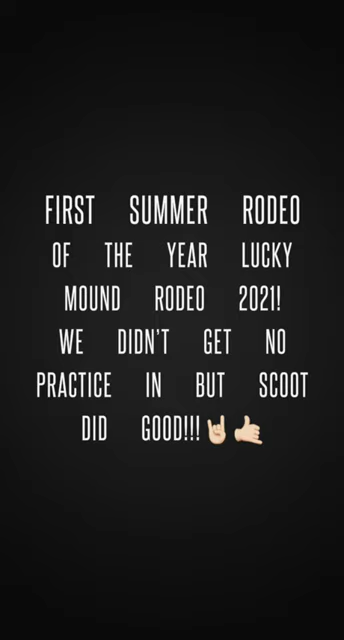 FIRST SUMMER RODEO
OF THE YEAR LUCKY
MOUND RODEO 2021!
WE DIDN'T GET NO
PRACTICE IN BUT SCOOT
DID GOOD!!!🤘🏻🤙🏻